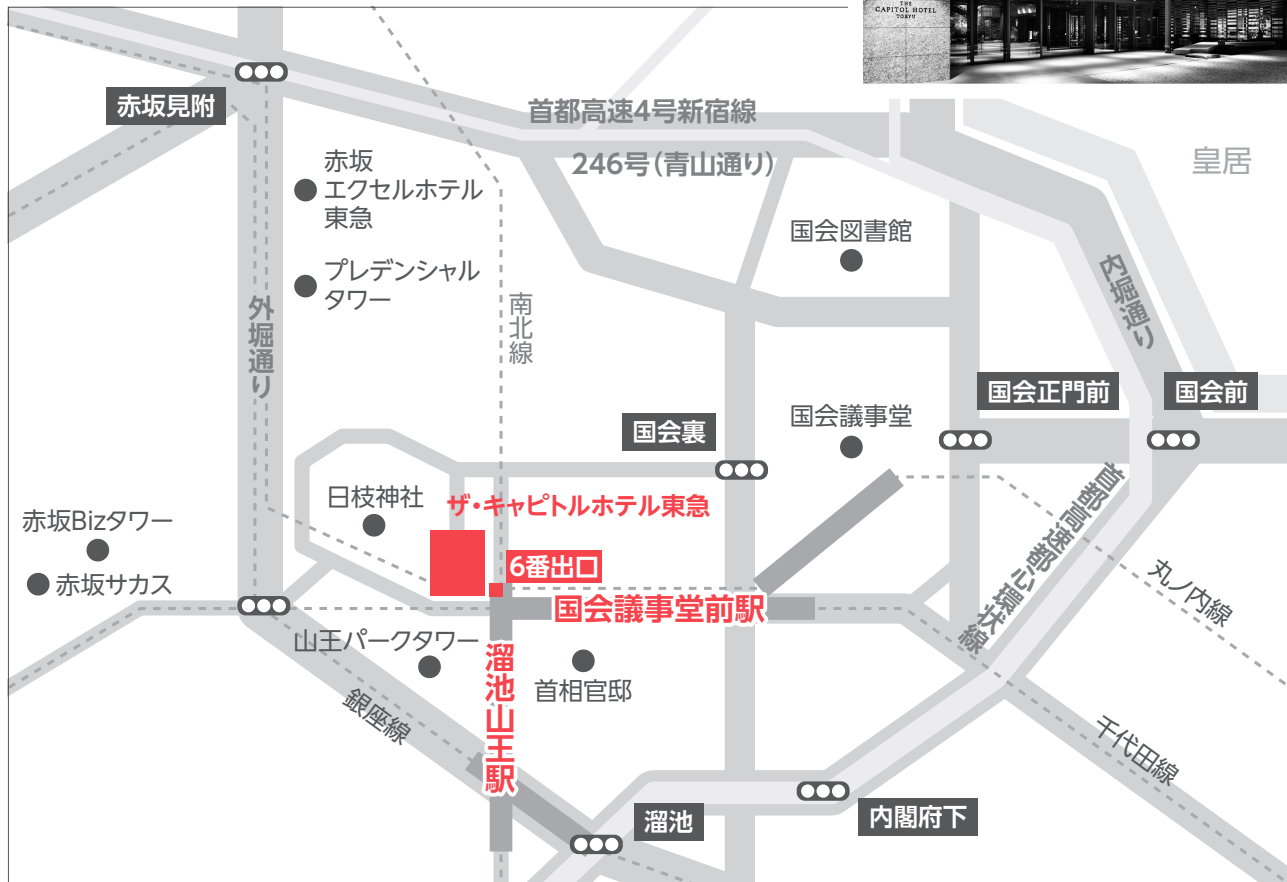 THE
CAPITOL HOTEL
TOKYU
赤坂見附
首都高速4号新宿線
246号(青山通り)
皇居
赤坂
エクセルホテル
東急
国会図書館
プレデンシャル
タワー
内堀通り
外堀通り
南北線
国会正門前
国会前
国会裏
国会議事堂
日枝神社
ザ・キャピトルホテル東急
首都高速都心環状線
赤坂Bizタワー
赤坂サカス
6番出口
丸ノ内線
国会議事堂前駅
山王パークタワー
溜池山王駅
首相官邸
銀座線
千代田線
溜池
内閣府下